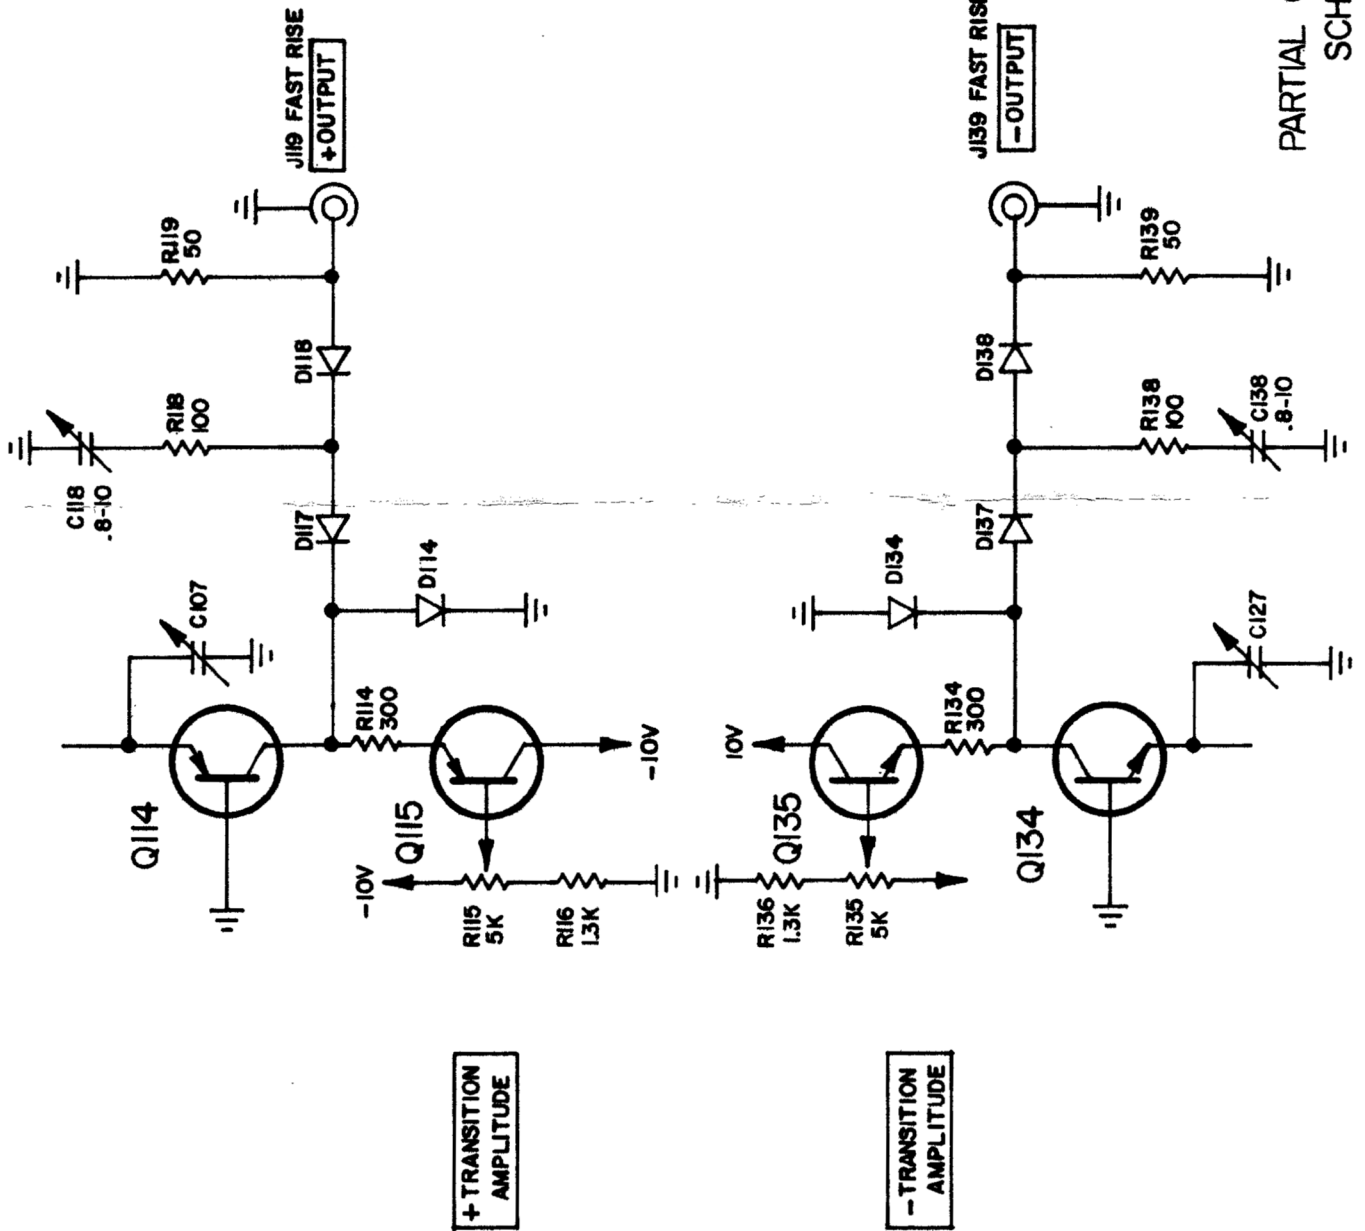 J119 FAST RISE
+OUTPUT
R119
50
D118
R118
100
C118
.8-10
D117
D114
C107
R114
300
Q114
Q115
-10V
-10V
R115
5K
R116
1.3K
+TRANSITION
AMPLITUDE
J139 FAST RISE
-OUTPUT
R139
50
D138
R138
100
C138
.8-10
D137
D134
C127
10V
R134
300
Q135
Q134
R136
1.3K
R135
5K
-TRANSITION
AMPLITUDE
PARTIAL
SCH